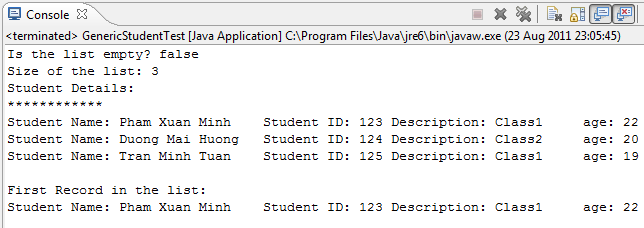 Console
<terminated> GenericStudentTest [Java Application] C:\Program Files\Java\jre6\bin\javaw.exe (23 Aug 2011 23:05:45)
Is the list empty? false
Size of the list: 3
Student Details:
************
Student Name: Pham Xuan Minh    Student ID: 123 Description: Class1     age: 22
Student Name: Duong Mai Huong   Student ID: 124 Description: Class2     age: 20
Student Name: Tran Minh Tuan    Student ID: 125 Description: Class1     age: 19
First Record in the list:
Student Name: Pham Xuan Minh    Student ID: 123 Description: Class1     age: 22